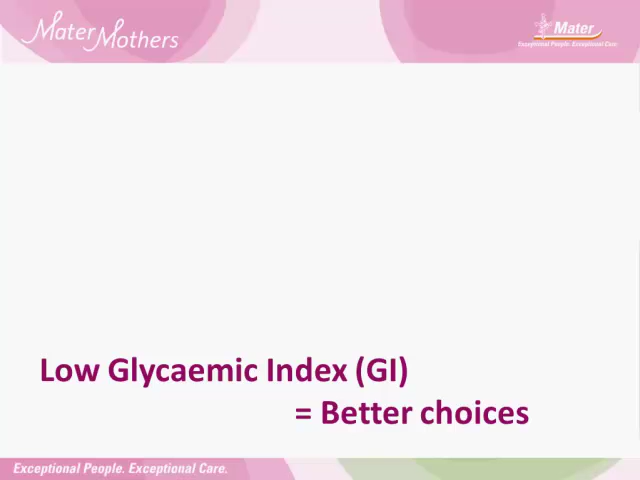 Mater Mothers
Mater
Exceptional People. Exceptional Care.
Low Glycaemic Index (GI)
= Better choices
Exceptional People. Exceptional Care.